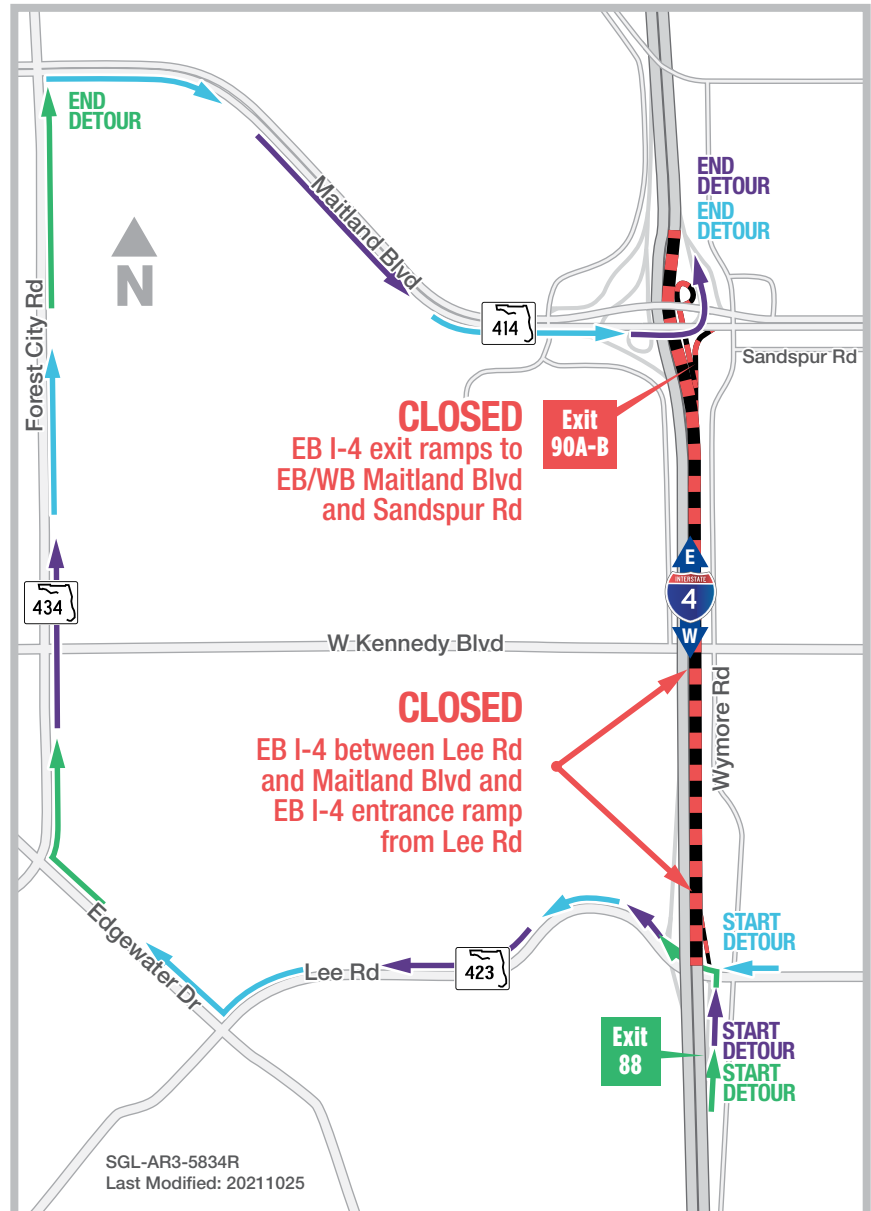 END
DETOUR
Maitland Blvd
END
DETOUR
END
DETOUR
N
Forest City Rd
414
Sandspur Rd
CLOSED
EB I-4 exit ramps to
EB/WB Maitland Blvd
and Sandspur Rd
Exit
90A-B
E
INTERSTATE
4
W
434
W Kennedy Blvd
Wymore Rd
CLOSED
EB I-4 between Lee Rd
and Maitland Blvd and
EB I-4 entrance ramp
from Lee Rd
Edgewater Dr
Lee Rd
423
START
DETOUR
Exit
88
START
DETOUR
START
DETOUR
SGL-AR3-5834R
Last Modified: 20211025